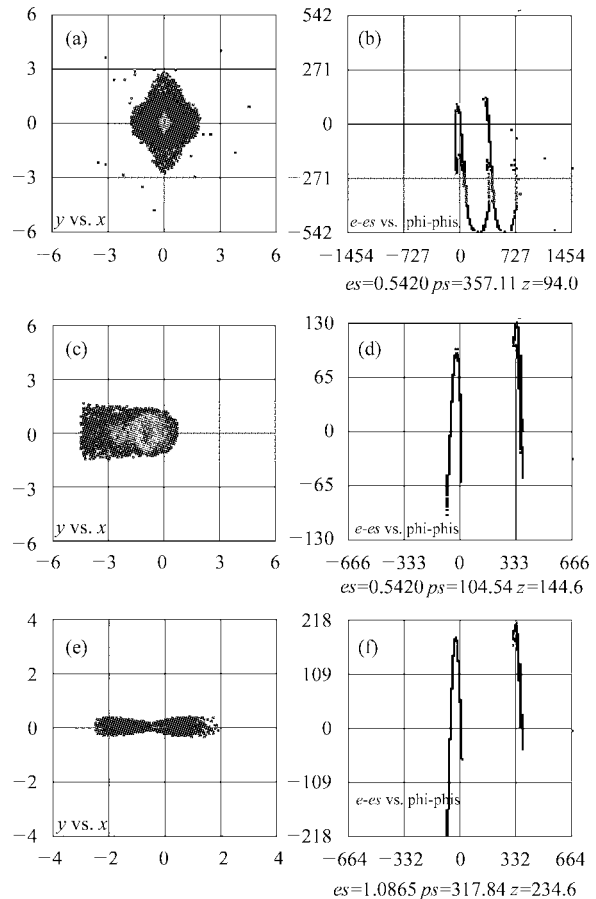 (a)
6
3
0
−3
−6
y vs. x
−6 −3 0 3 6
(b)
542
271
0
−271
−542
e-es vs. phi-phis
−1454 −727 0 727 1454
es=0.5420 ps=357.11 z=94.0
(c)
6
3
0
−3
−6
y vs. x
−6 −3 0 3 6
(d)
130
65
0
−65
−130
e-es vs. phi-phis
−666 −333 0 333 666
es=0.5420 ps=104.54 z=144.6
(e)
4
2
0
−2
−4
y vs. x
−4 −2 0 2 4
(f)
218
109
0
−109
−218
e-es vs. phi-phis
−664 −332 0 332 664
es=1.0865 ps=317.84 z=234.6